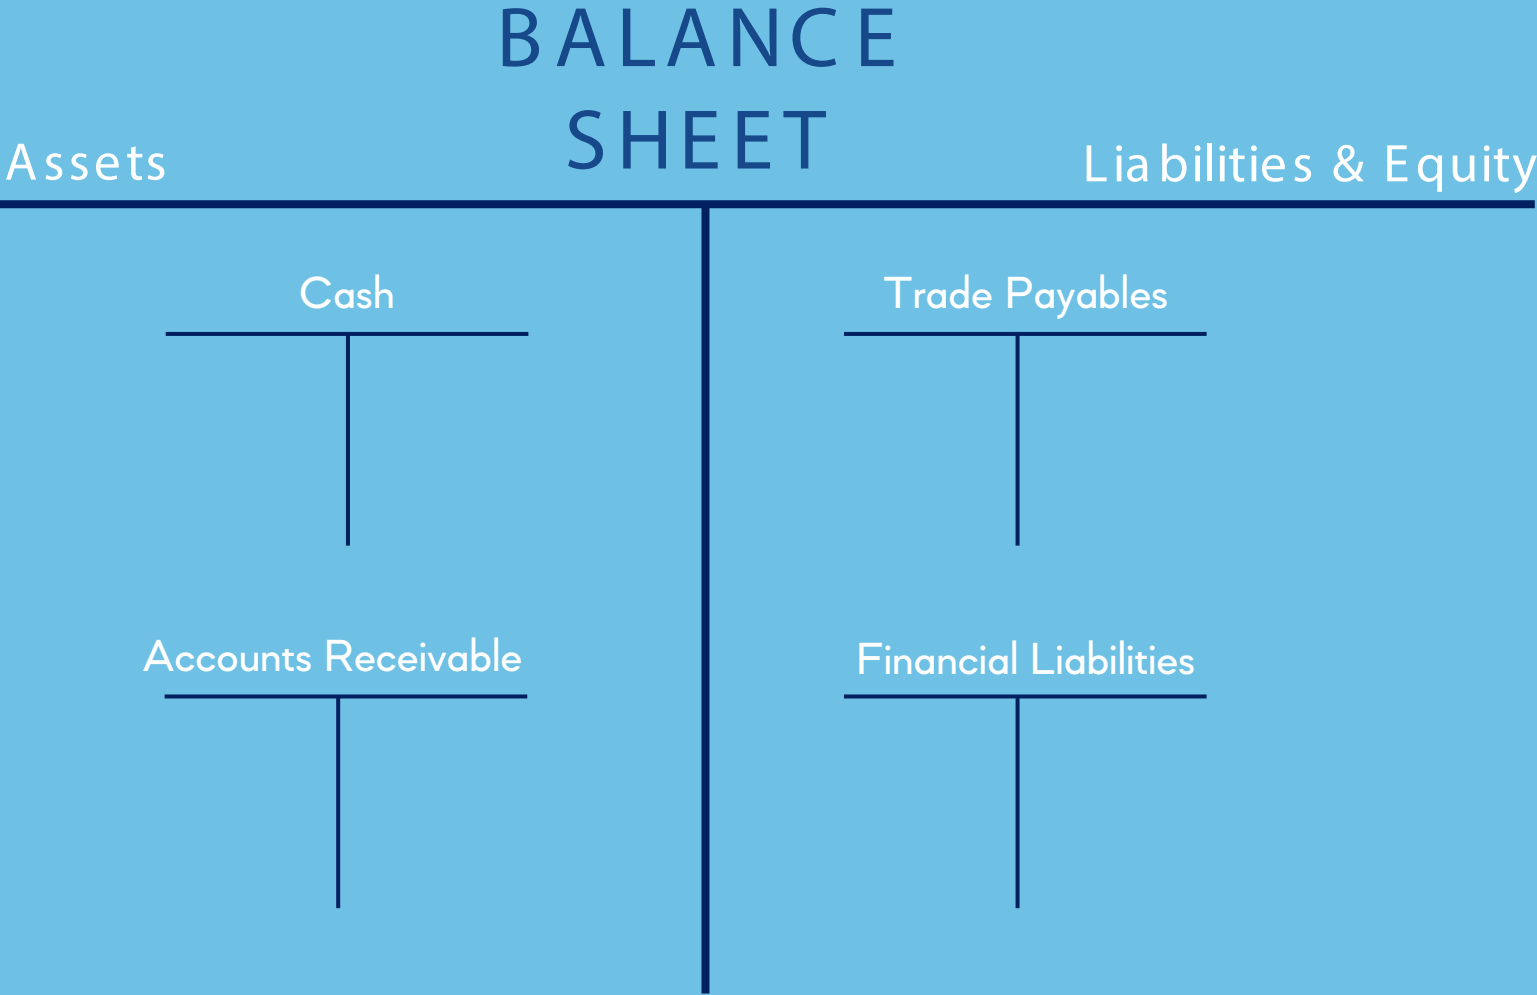 BALANCE
SHEET
Assets
Liabilities & Equity
Cash
Trade Payables
Accounts Receivable
Financial Liabilities